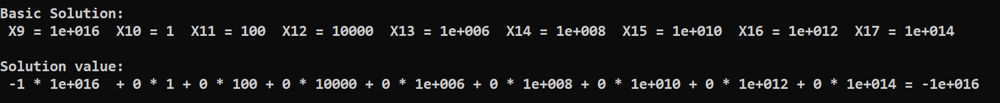 Basic Solution:
X9 = 1e+016  X10 = 1  X11 = 100  X12 = 10000  X13 = 1e+006  X14 = 1e+008  X15 = 1e+010  X16 = 1e+012  X17 = 1e+014
Solution value:
-1 * 1e+016  + 0 * 1 + 0 * 100 + 0 * 10000 + 0 * 1e+006 + 0 * 1e+008 + 0 * 1e+010 + 0 * 1e+012 + 0 * 1e+014 = -1e+016